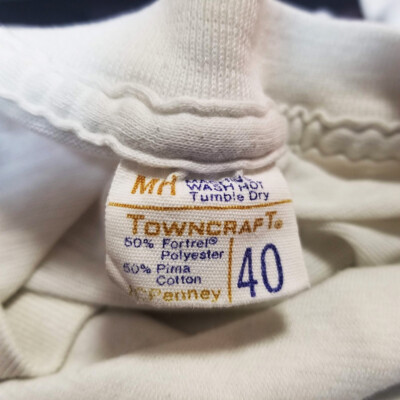 MH
WASH HOT
Tumble Dry
TOWNCRAFT®
50% Fortrel®
Polyester
50% Pima
Cotton
Penney
40